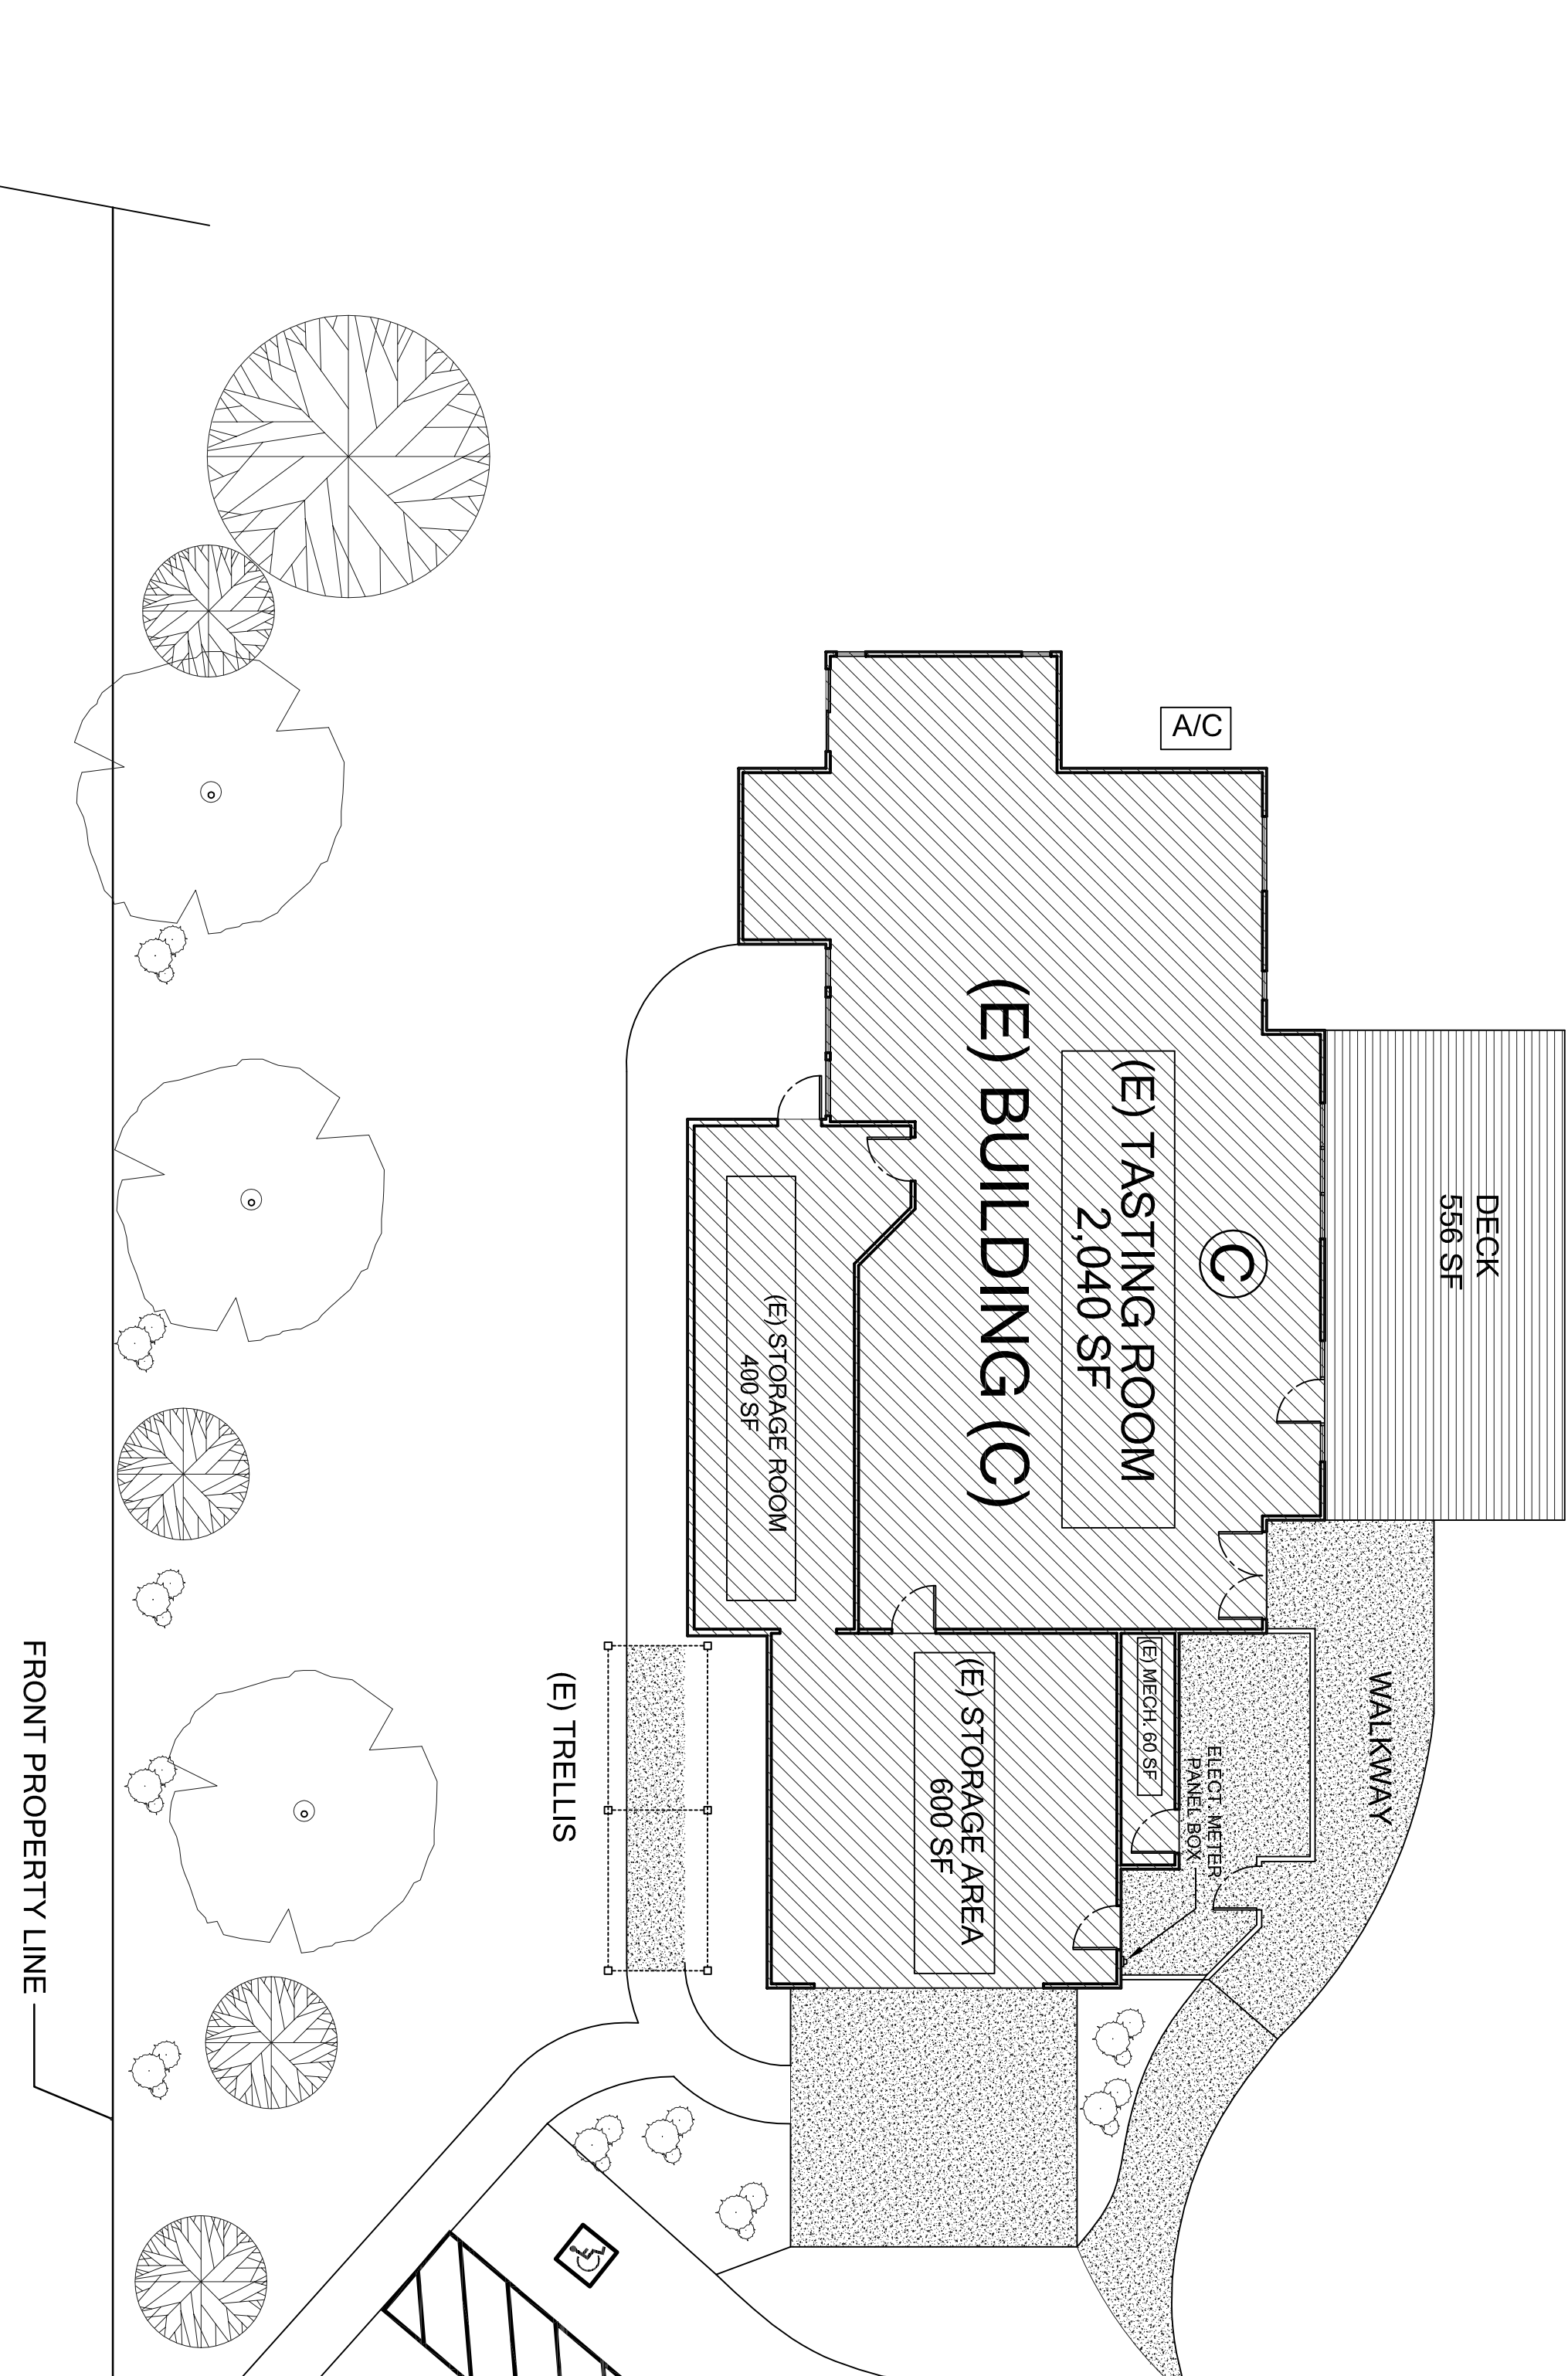 A/C
DECK
556 SF
C
(E) TASTING ROOM
2,040 SF
(E) BUILDING (C)
(E) STORAGE ROOM
400 SF
WALKWAY
ELECT. METER
PANEL BOX
(E) MECH. 60 SF
(E) STORAGE AREA
600 SF
(E) TRELLIS
FRONT PROPERTY LINE